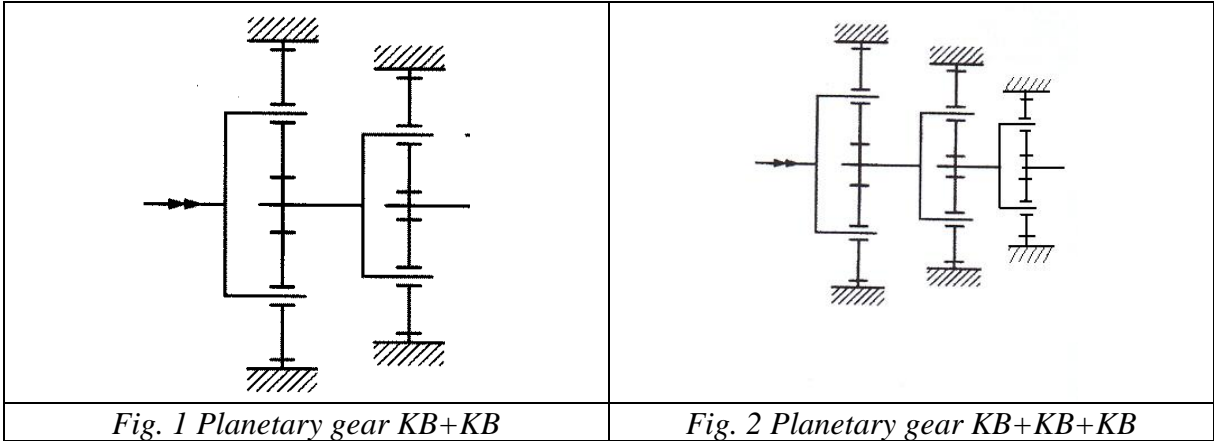 Fig. 1 Planetary gear KB+KB
Fig. 2 Planetary gear KB+KB+KB